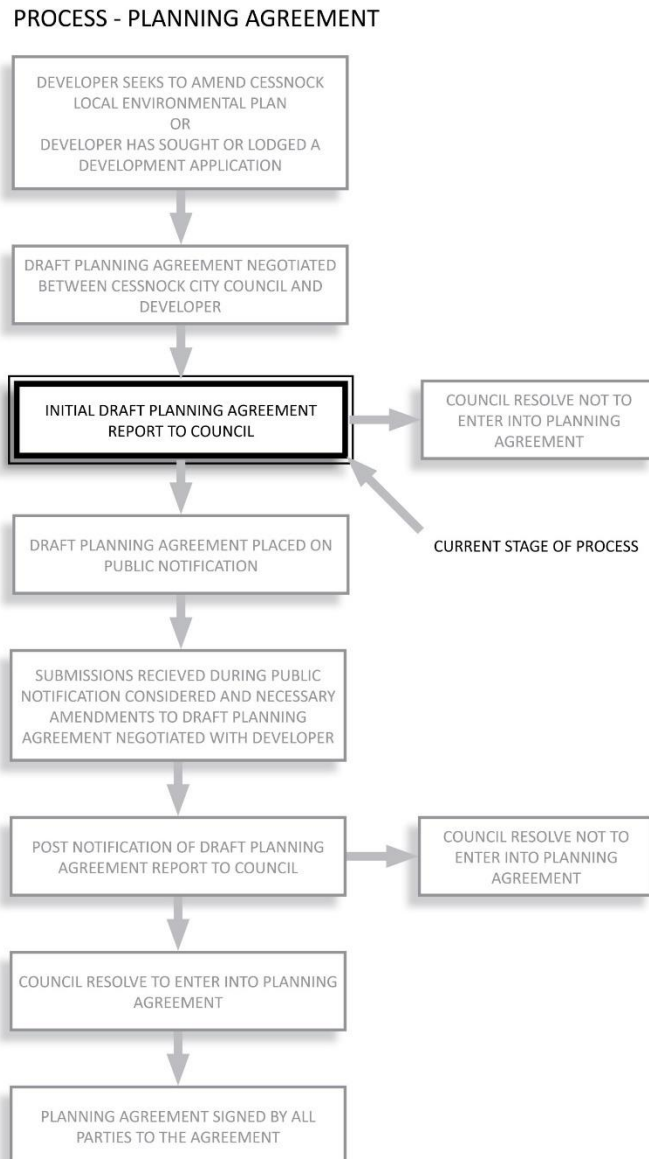 PROCESS - PLANNING AGREEMENT
DEVELOPER SEEKS TO AMEND CESSNOCK
LOCAL ENVIRONMENTAL PLAN
OR
DEVELOPER HAS SOUGHT OR LODGED A
DEVELOPMENT APPLICATION
DRAFT PLANNING AGREEMENT NEGOTIATED
BETWEEN CESSNOCK CITY COUNCIL AND
DEVELOPER
INITIAL DRAFT PLANNING AGREEMENT
REPORT TO COUNCIL
COUNCIL RESOLVE NOT TO
ENTER INTO PLANNING
AGREEMENT
CURRENT STAGE OF PROCESS
DRAFT PLANNING AGREEMENT PLACED ON
PUBLIC NOTIFICATION
SUBMISSIONS RECIEVED DURING PUBLIC
NOTIFICATION CONSIDERED AND NECESSARY
AMENDMENTS TO DRAFT PLANNING
AGREEMENT NEGOTIATED WITH DEVELOPER
POST NOTIFICATION OF DRAFT PLANNING
AGREEMENT REPORT TO COUNCIL
COUNCIL RESOLVE NOT TO
ENTER INTO PLANNING
AGREEMENT
COUNCIL RESOLVE TO ENTER INTO PLANNING
AGREEMENT
PLANNING AGREEMENT SIGNED BY ALL
PARTIES TO THE AGREEMENT